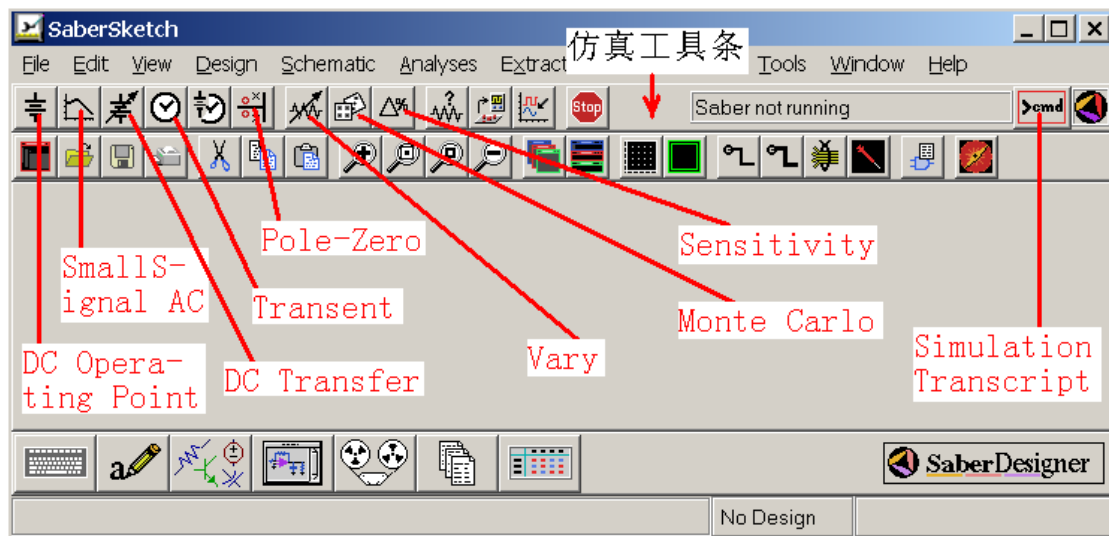 SaberSketch
仿真工具条
File Edit View Design Schematic Analyses Extract Tools Window Help
Stop
Saber not running
>cmd
Pole-Zero
Sensitivity
SmallS-
ignal AC
Transent
Monte Carlo
Vary
Simulation
Transcript
DC Opera-
ting Point
DC Transfer
a
SaberDesigner
No Design